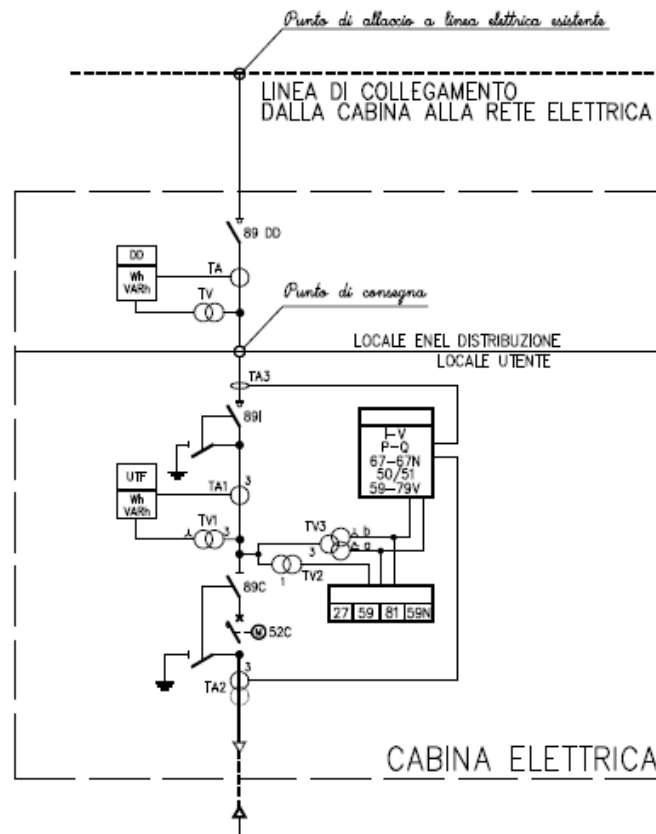 Punto di allaccio a linea elettrica esistente
LINEA DI COLLEGAMENTO
DALLA CABINA ALLA RETE ELETTRICA
89 DD
DD
Wh
VARh
TA
TV
Punto di consegna
LOCALE ENEL DISTRIBUZIONE
LOCALE UTENTE
TA3
89I
I-V
P-Q
67-67N
50/51
59-79V
UTF
Wh
VARh
3
TA1
TV1
3
TV3
b
a
3
TV2
1
89C
27 59 81 59N
M 52C
3
TA2
CABINA ELETTRICA